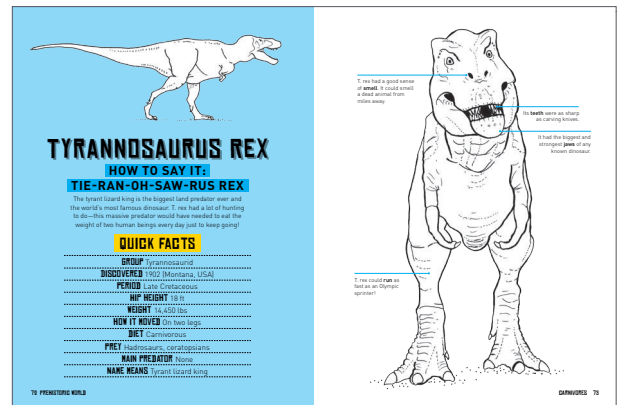 TYRANNOSAURUS REX
HOW TO SAY IT:
TIE-RAN-OH-SAW-RUS REX
The tyrant lizard king is the biggest land predator ever and
the world's most famous dinosaur. T. rex had a lot of hunting
to do—this massive predator would have needed to eat the
weight of two human beings every day just to keep going!
QUICK FACTS
GROUP Tyrannosaurid
DISCOVERED 1902 (Montana, USA)
PERIOD Late Cretaceous
HIP HEIGHT 18 ft
WEIGHT 14,450 lbs
HOW IT MOVED On two legs
DIET Carnivorous
PREY Hadrosaurs, ceratopsians
MAIN PREDATOR None
NAME MEANS Tyrant lizard king
72 PREHISTORIC WORLD
T. rex had a good sense
of smell. It could smell
a dead animal from
miles away.
Its teeth were as sharp
as carving knives.
It had the biggest and
strongest jaws of any
known dinosaur.
T. rex could run as
fast as an Olympic
sprinter!
CARNIVORES 73